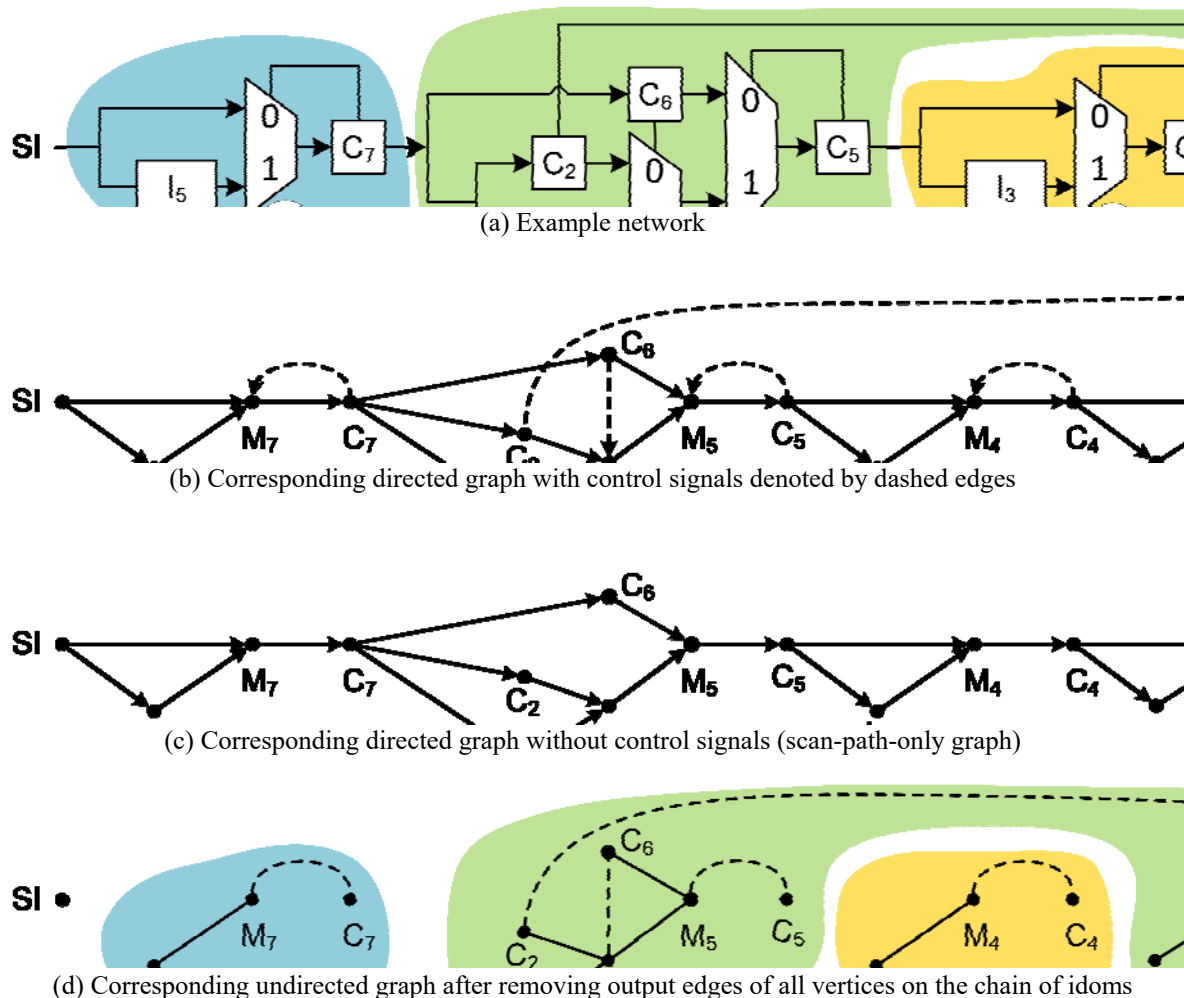 C₆
0
0
0
SI
C₇
C₂
C₅
1
0
1
1
I₅
I₃
(a) Example network
C₆
SI
M₇
C₇
M₅
C₅
M₄
C₄
(b) Corresponding directed graph with control signals denoted by dashed edges
C₆
SI
M₇
C₇
C₂
M₅
C₅
M₄
C₄
(c) Corresponding directed graph without control signals (scan-path-only graph)
C₆
SI
M₇
C₇
C₂
M₅
C₅
M₄
C₄
(d) Corresponding undirected graph after removing output edges of all vertices on the chain of idoms